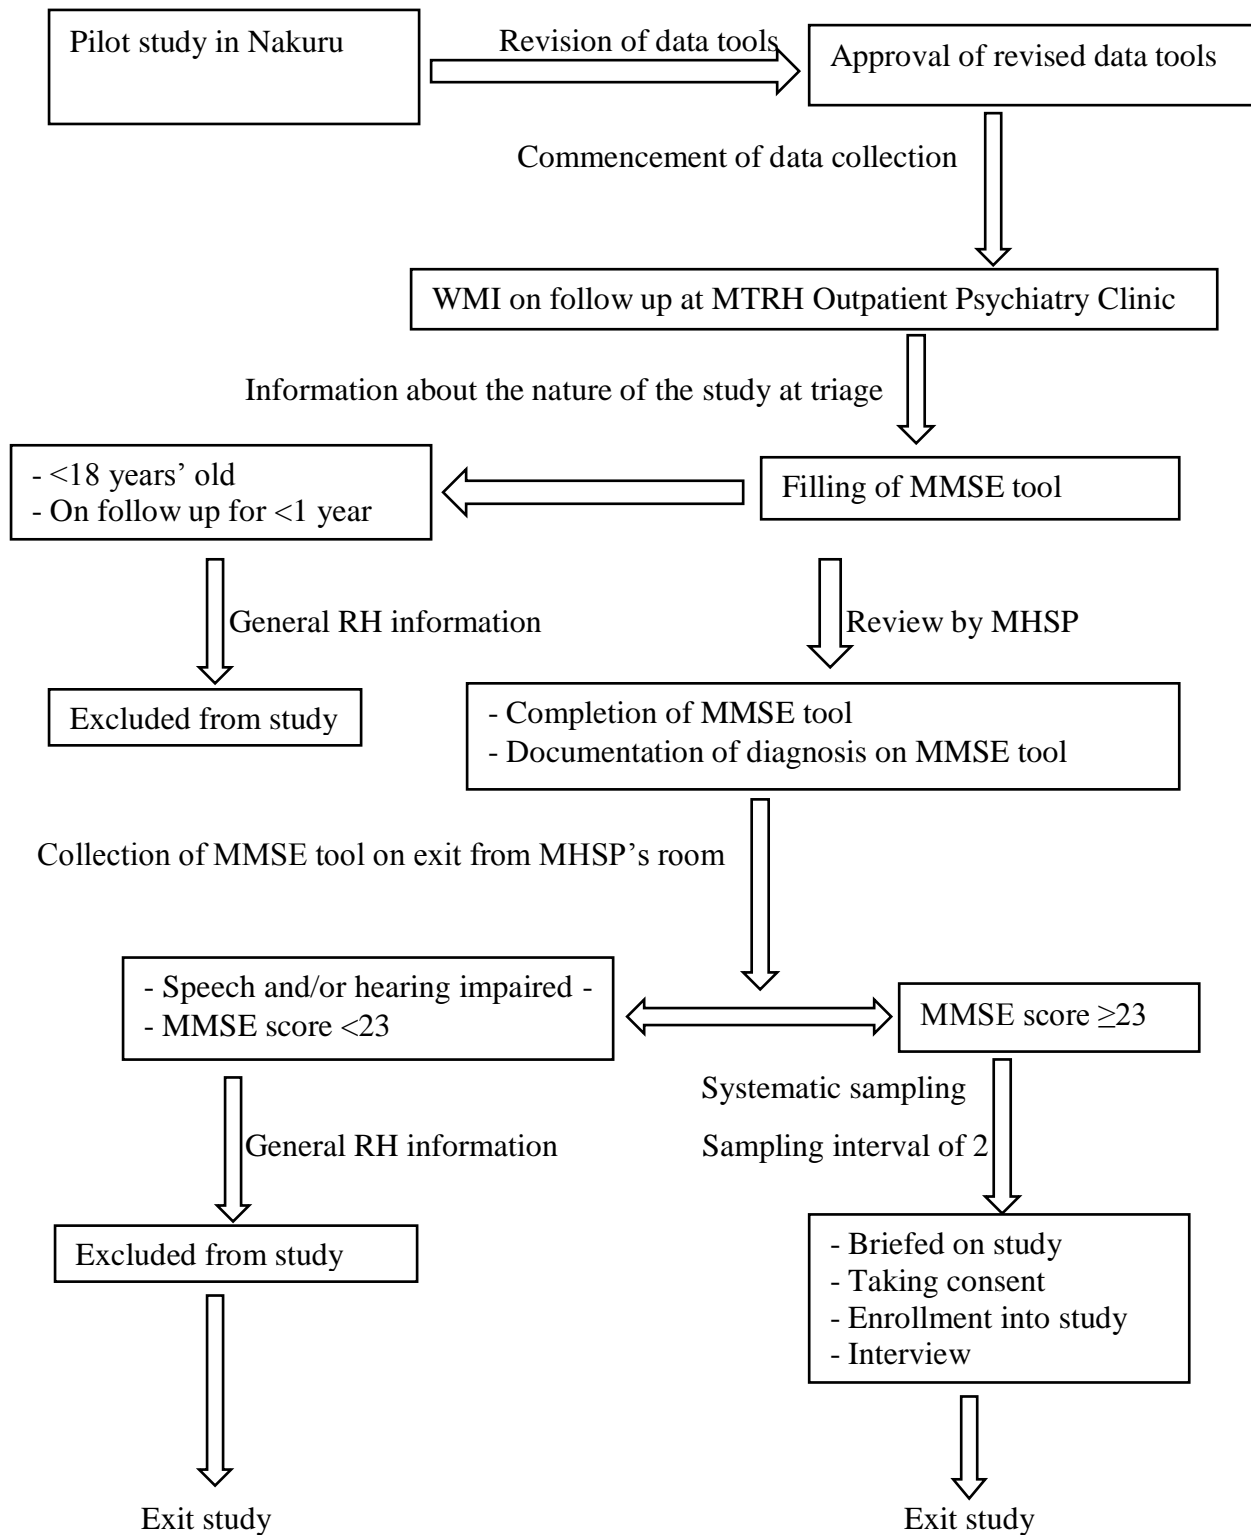 Pilot study in Nakuru
Revision of data tools
Approval of revised data tools
Commencement of data collection
WMI on follow up at MTRH Outpatient Psychiatry Clinic
Information about the nature of the study at triage
- <18 years’ old
- On follow up for <1 year
Filling of MMSE tool
General RH information
Review by MHSP
Excluded from study
- Completion of MMSE tool
- Documentation of diagnosis on MMSE tool
Collection of MMSE tool on exit from MHSP’s room
- Speech and/or hearing impaired -
- MMSE score <23
MMSE score ≥23
Systematic sampling
General RH information
Sampling interval of 2
Excluded from study
- Briefed on study
- Taking consent
- Enrollment into study
- Interview
Exit study
Exit study